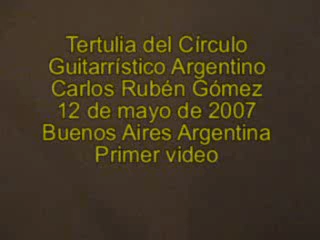 Tertulia del Círculo
Guitarrístico Argentino
Carlos Rubén Gómez
12 de mayo de 2007
Buenos Aires Argentina
Primer video